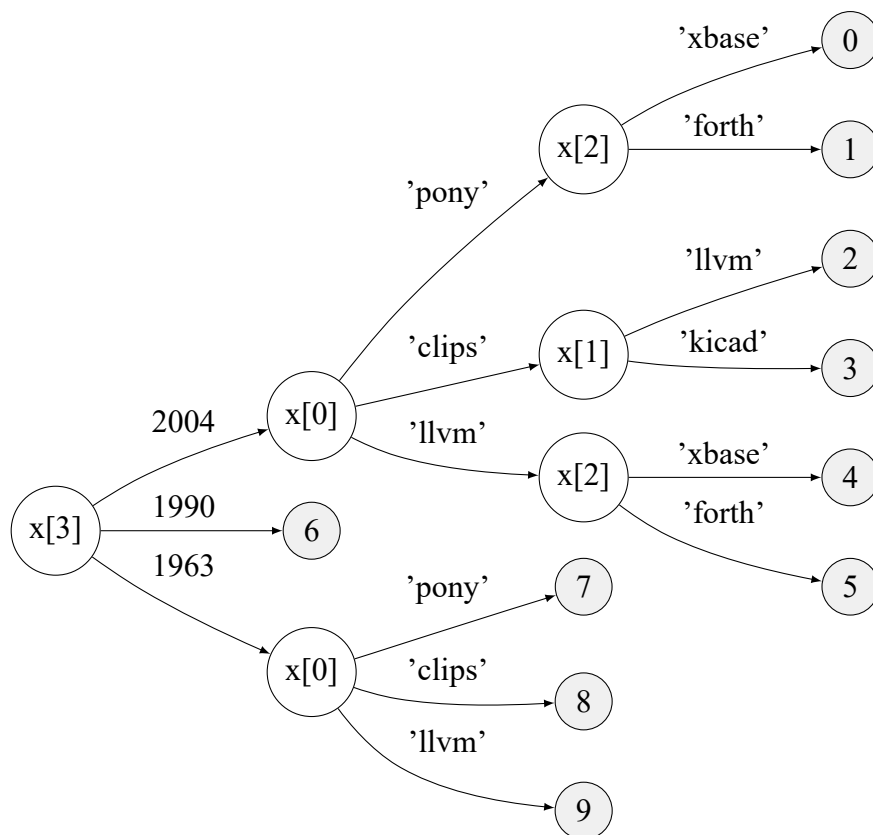 ’xbase’
0
x[2]
’forth’
1
’pony’
’llvm’
2
’clips’
x[1]
’kicad’
3
2004
x[0]
’llvm’
x[2]
’xbase’
4
’forth’
5
x[3]
1990
6
1963
’pony’
7
x[0]
’clips’
8
’llvm’
9